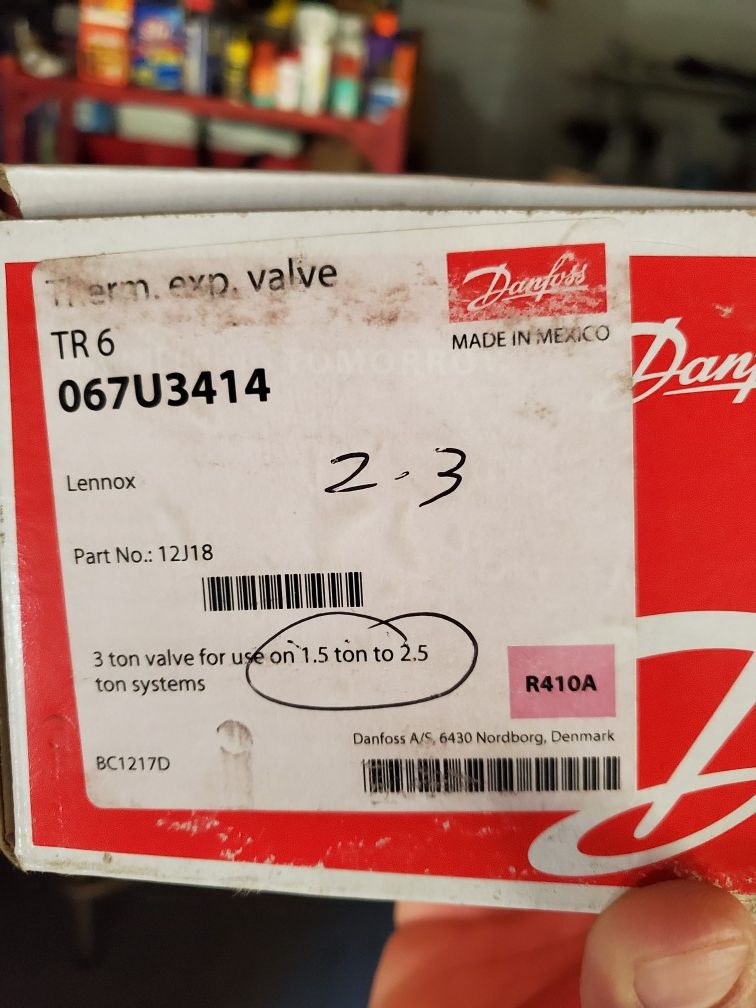 Therm. exp. valve
Danfoss
TR 6
MADE IN MEXICO
067U3414
2-3
Lennox
Part No.: 12J18
3 ton valve for use on 1.5 ton to 2.5
ton systems
R410A
Danfoss A/S, 6430 Nordborg, Denmark
BC1217D
Danf